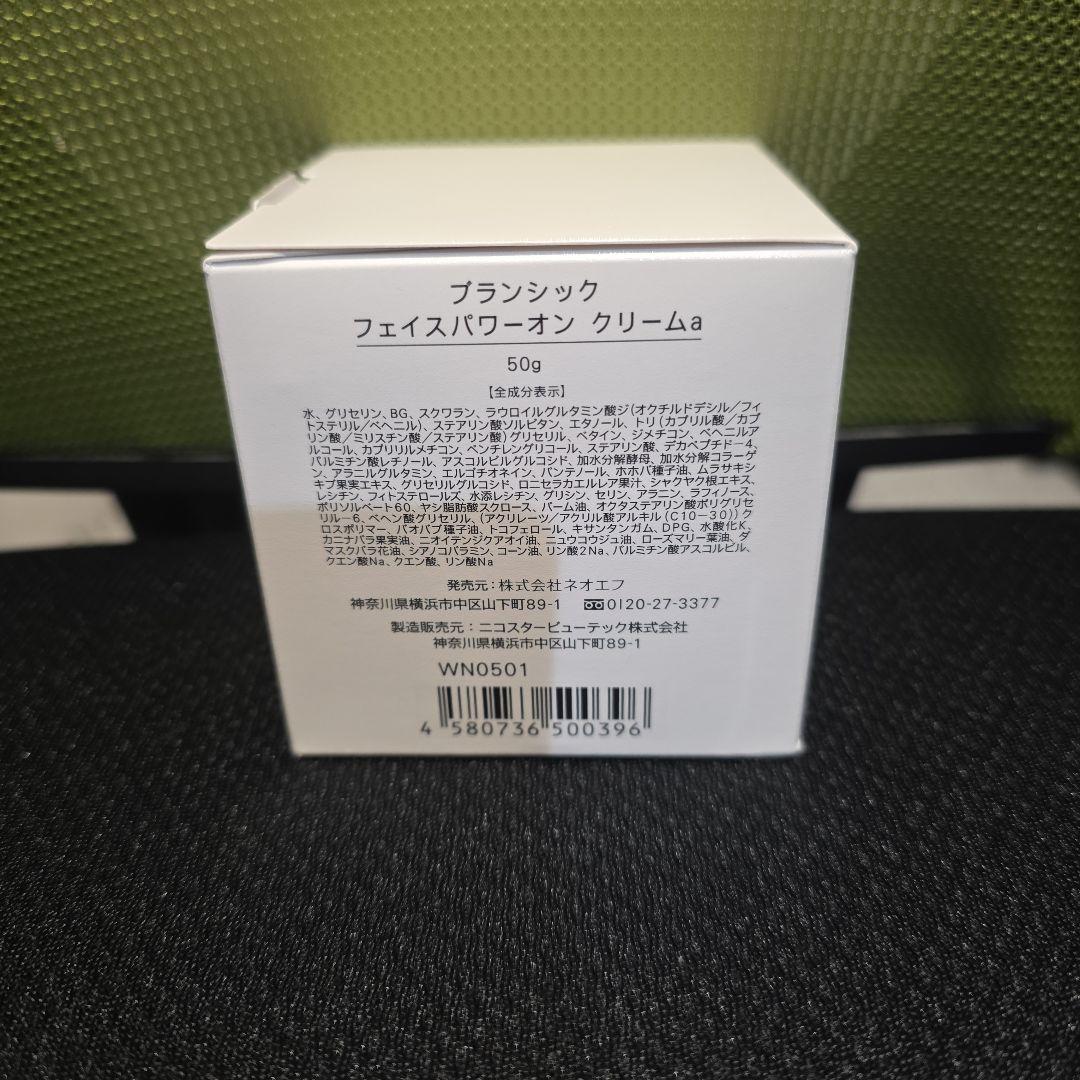 ブランシック
フェイスパワーオン クリームa
50g
【全成分表示】
水、グリセリン、BG、スクワラン、ラウロイルグルタミン酸ジ(オクチルドデシル／フィ
トステリル／ベヘニル)、ステアリン酸ソルビタン、エタノール、トリ(カプリル酸／カプ
リン酸／ミリスチン酸／ステアリン酸)グリセリル、ベタイン、ジメチコン、ベヘニルア
ルコール、カプリリルメチコン、ペンチレングリコール、ステアリン酸、デカペプチド－4、
パルミチン酸レチノール、アスコルビルグルコシド、加水分解酵母、加水分解コラーゲ
ン、アラニルグルタミン、エルゴチオネイン、パンテノール、ホホバ種子油、ムラサキシ
キブ果実エキス、グリセリルグルコシド、ロニセラカエルレア果汁、シャクヤク根エキス、
レシチン、フィトステロールズ、水添レシチン、グリシン、セリン、アラニン、ラフィノース、
ポリソルベート60、ヤシ脂肪酸スクロース、パーム油、オクタステアリン酸ポリグリセ
リル－6、ベヘン酸グリセリル、(アクリレーツ／アクリル酸アルキル(C10－30))ク
ロスポリマー、バオバブ種子油、トコフェロール、キサンタンガム、DPG、水酸化K、
カニナバラ果実油、ニオイテンジクアオイ油、ニュウコウジュ油、ローズマリー葉油、ダ
マスクバラ花油、シアノコバラミン、コーン油、リン酸2Na、パルミチン酸アスコルビル、
クエン酸Na、クエン酸、リン酸Na
発売元：株式会社ネオエフ
神奈川県横浜市中区山下町89-1 0120-27-3377
製造販売元：ニコスタービューテック株式会社
神奈川県横浜市中区山下町89-1
WN0501
4 580736 500396